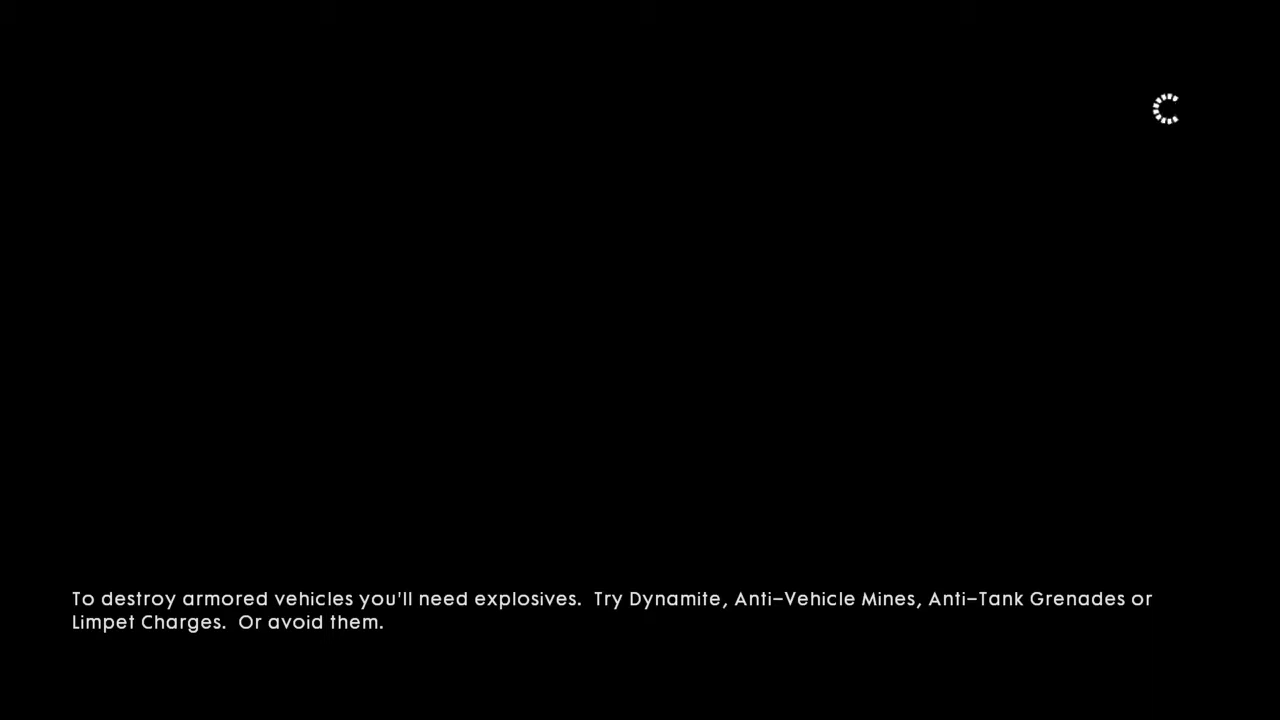 To destroy armored vehicles you'll need explosives.  Try Dynamite, Anti-Vehicle Mines, Anti-Tank Grenades or
Limpet Charges.  Or avoid them.